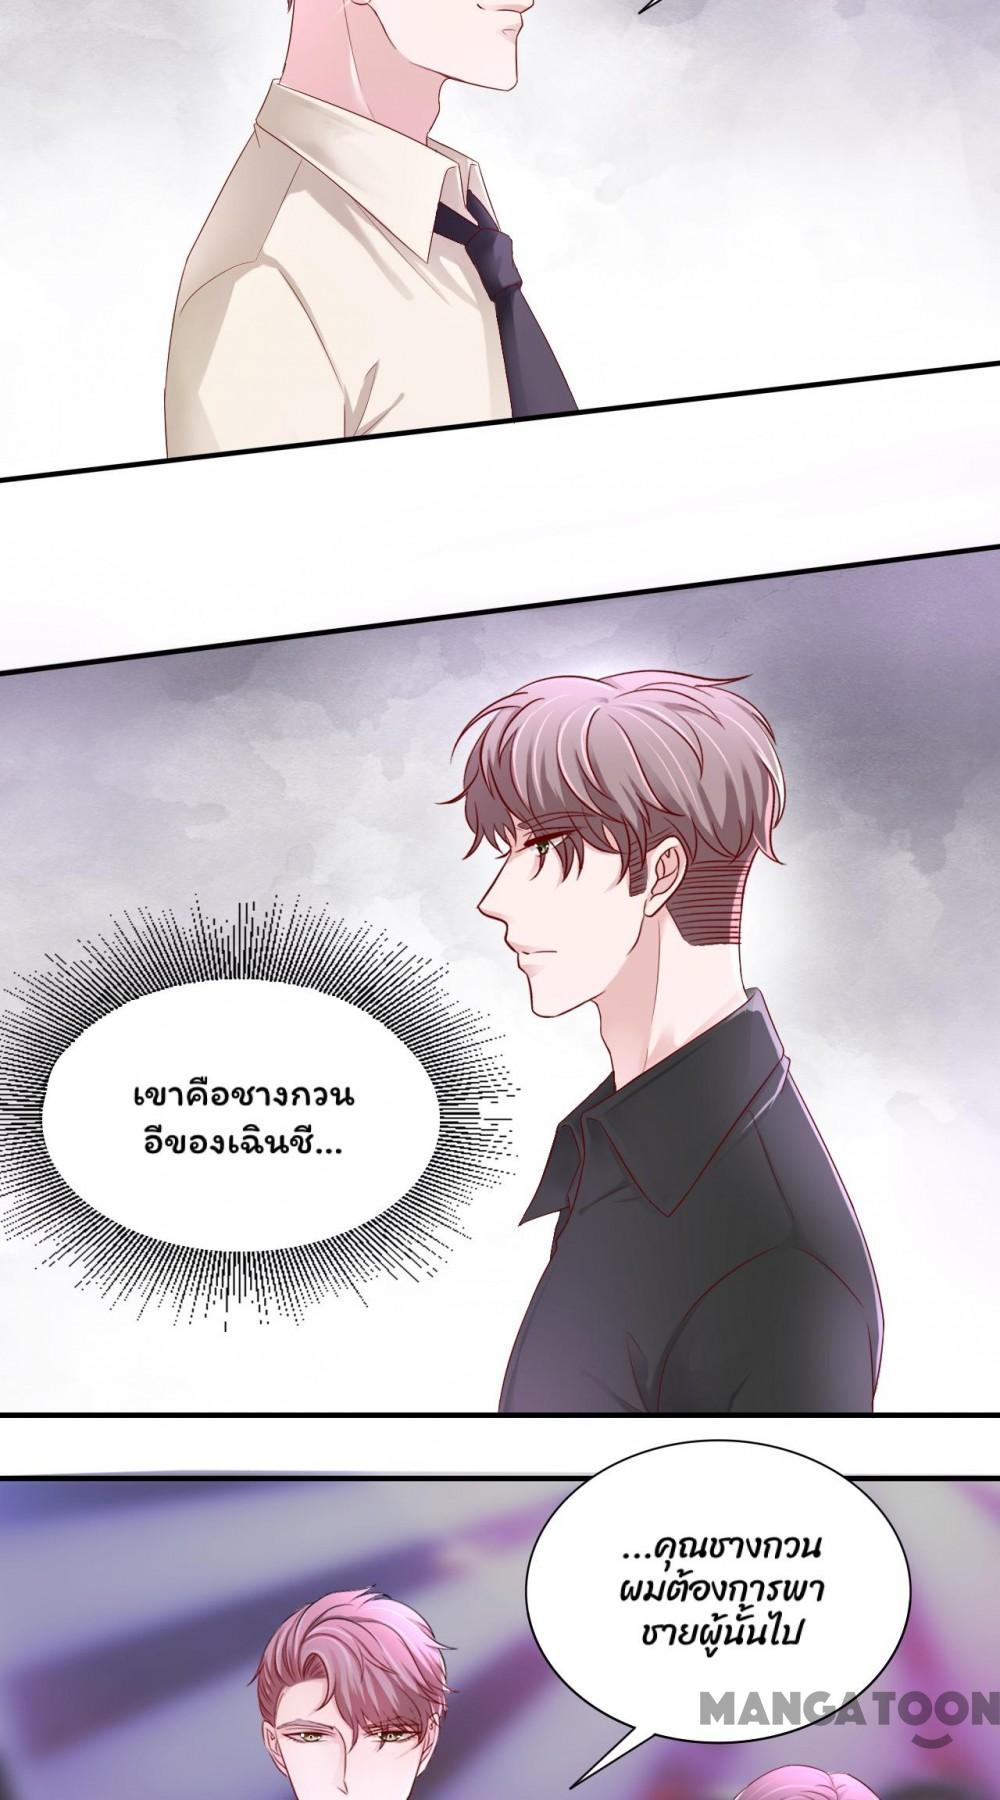 เขาคือชางกวน
อีของเฉินซี...
...คุณชางกวน
ผมต้องการพา
ชายผู้นั้นไป
MANGATOON